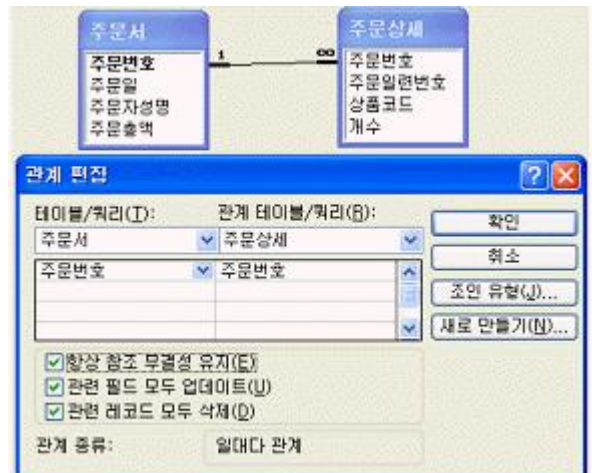 주문서
주문번호
주문일
주문자성명
주문총액
1
∞
주문상세
주문번호
주문일련번호
상품코드
개수
관계 편집
테이블/쿼리(T):
관계 테이블/쿼리(R):
주문서
주문상세
주문번호
주문번호
확인
취소
조인 유형(J)...
새로 만들기(N)...
항상 참조 무결성 유지(E)
관련 필드 모두 업데이트(U)
관련 레코드 모두 삭제(D)
관계 종류:
일대다 관계